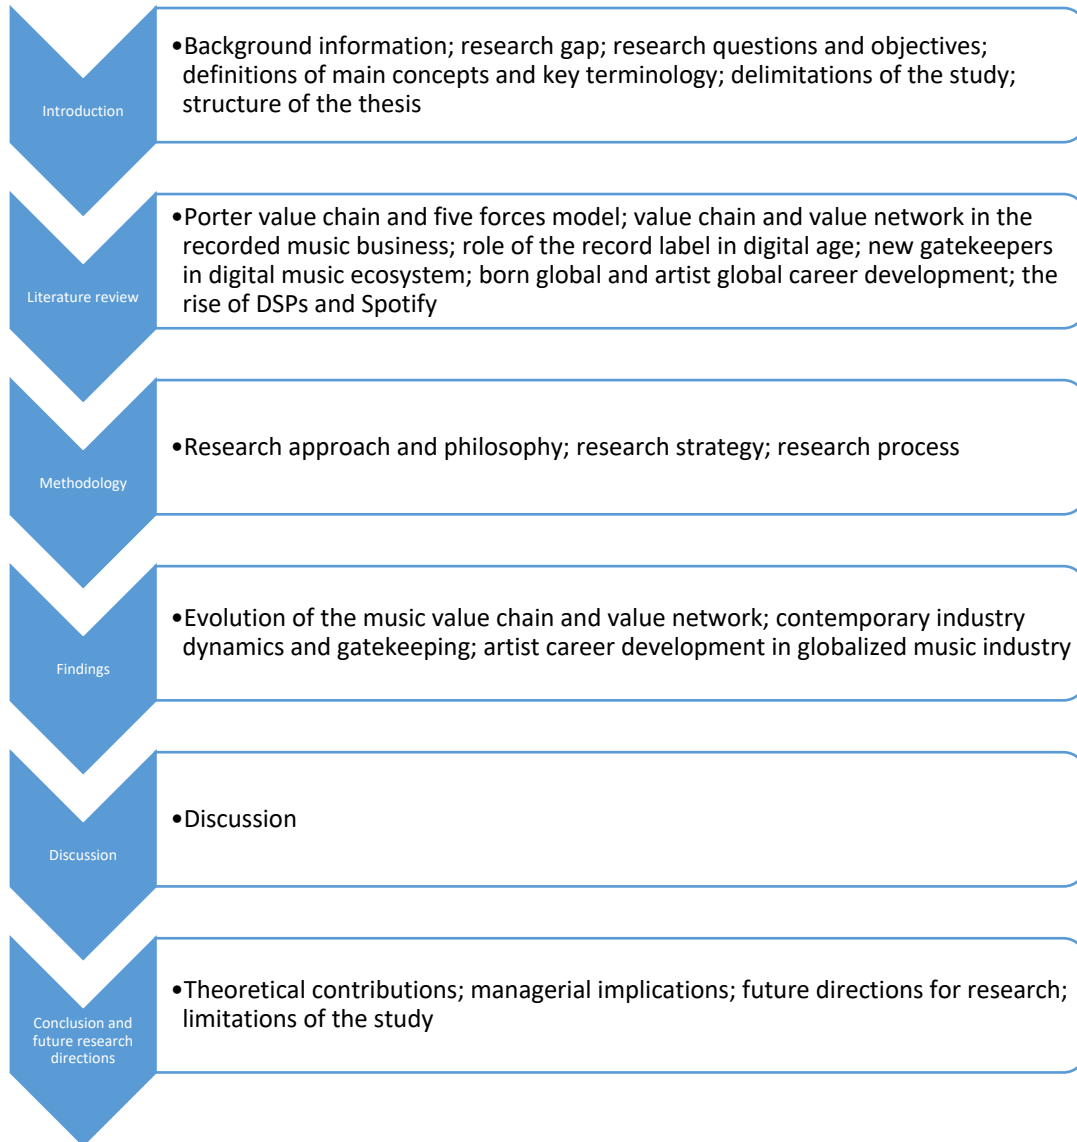 Introduction
•Background information; research gap; research questions and objectives;
definitions of main concepts and key terminology; delimitations of the study;
structure of the thesis
Literature review
•Porter value chain and five forces model; value chain and value network in the
recorded music business; role of the record label in digital age; new gatekeepers
in digital music ecosystem; born global and artist global career development; the
rise of DSPs and Spotify
Methodology
•Research approach and philosophy; research strategy; research process
Findings
•Evolution of the music value chain and value network; contemporary industry
dynamics and gatekeeping; artist career development in globalized music industry
Discussion
•Discussion
Conclusion and
future research
directions
•Theoretical contributions; managerial implications; future directions for research;
limitations of the study